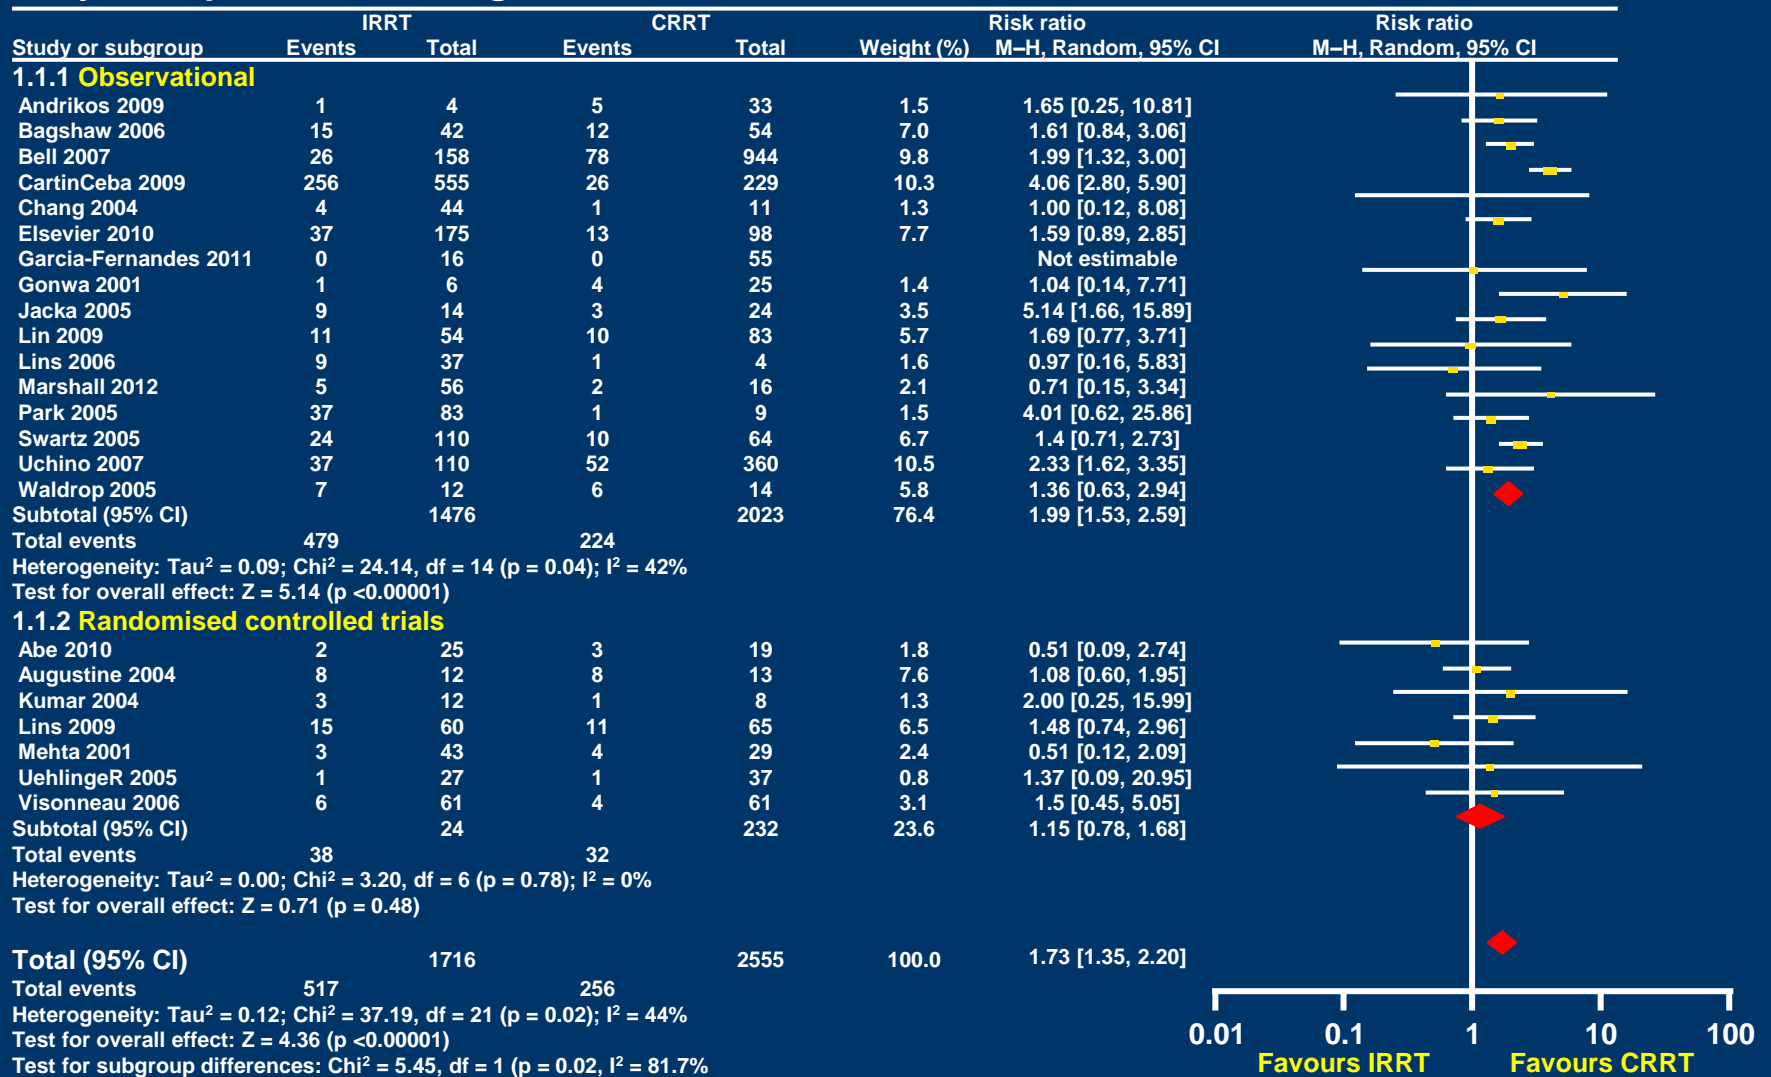 IRRT CRRT Risk ratio Risk ratio
Study or subgroup Events Total Events Total Weight (%) M–H, Random, 95% CI M–H, Random, 95% CI
1.1.1 Observational
Andrikos 2009 1 4 5 33 1.5 1.65 [0.25, 10.81]
Bagshaw 2006 15 42 12 54 7.0 1.61 [0.84, 3.06]
Bell 2007 26 158 78 944 9.8 1.99 [1.32, 3.00]
CartinCeba 2009 256 555 26 229 10.3 4.06 [2.80, 5.90]
Chang 2004 4 44 1 11 1.3 1.00 [0.12, 8.08]
Elsevier 2010 37 175 13 98 7.7 1.59 [0.89, 2.85]
Garcia-Fernandes 2011 0 16 0 55 Not estimable
Gonwa 2001 1 6 4 25 1.4 1.04 [0.14, 7.71]
Jacka 2005 9 14 3 24 3.5 5.14 [1.66, 15.89]
Lin 2009 11 54 10 83 5.7 1.69 [0.77, 3.71]
Lins 2006 9 37 1 4 1.6 0.97 [0.16, 5.83]
Marshall 2012 5 56 2 16 2.1 0.71 [0.15, 3.34]
Park 2005 37 83 1 9 1.5 4.01 [0.62, 25.86]
Swartz 2005 24 110 10 64 6.7 1.4 [0.71, 2.73]
Uchino 2007 37 110 52 360 10.5 2.33 [1.62, 3.35]
Waldrop 2005 7 12 6 14 5.8 1.36 [0.63, 2.94]
Subtotal (95% CI) 1476 2023 76.4 1.99 [1.53, 2.59]
Total events 479 224
Heterogeneity: Tau² = 0.09; Chi² = 24.14, df = 14 (p = 0.04); I² = 42%
Test for overall effect: Z = 5.14 (p <0.00001)
1.1.2 Randomised controlled trials
Abe 2010 2 25 3 19 1.8 0.51 [0.09, 2.74]
Augustine 2004 8 12 8 13 7.6 1.08 [0.60, 1.95]
Kumar 2004 3 12 1 8 1.3 2.00 [0.25, 15.99]
Lins 2009 15 60 11 65 6.5 1.48 [0.74, 2.96]
Mehta 2001 3 43 4 29 2.4 0.51 [0.12, 2.09]
UehlingeR 2005 1 27 1 37 0.8 1.37 [0.09, 20.95]
Visonneau 2006 6 61 4 61 3.1 1.5 [0.45, 5.05]
Subtotal (95% CI) 24 232 23.6 1.15 [0.78, 1.68]
Total events 38 32
Heterogeneity: Tau² = 0.00; Chi² = 3.20, df = 6 (p = 0.78); I² = 0%
Test for overall effect: Z = 0.71 (p = 0.48)
Total (95% CI) 1716 2555 100.0 1.73 [1.35, 2.20]
Total events 517 256
Heterogeneity: Tau² = 0.12; Chi² = 37.19, df = 21 (p = 0.02); I² = 44%
Test for overall effect: Z = 4.36 (p <0.00001)
Test for subgroup differences: Chi² = 5.45, df = 1 (p = 0.02, I² = 81.7%
0.01 0.1 1 10 100
Favours IRRT Favours CRRT